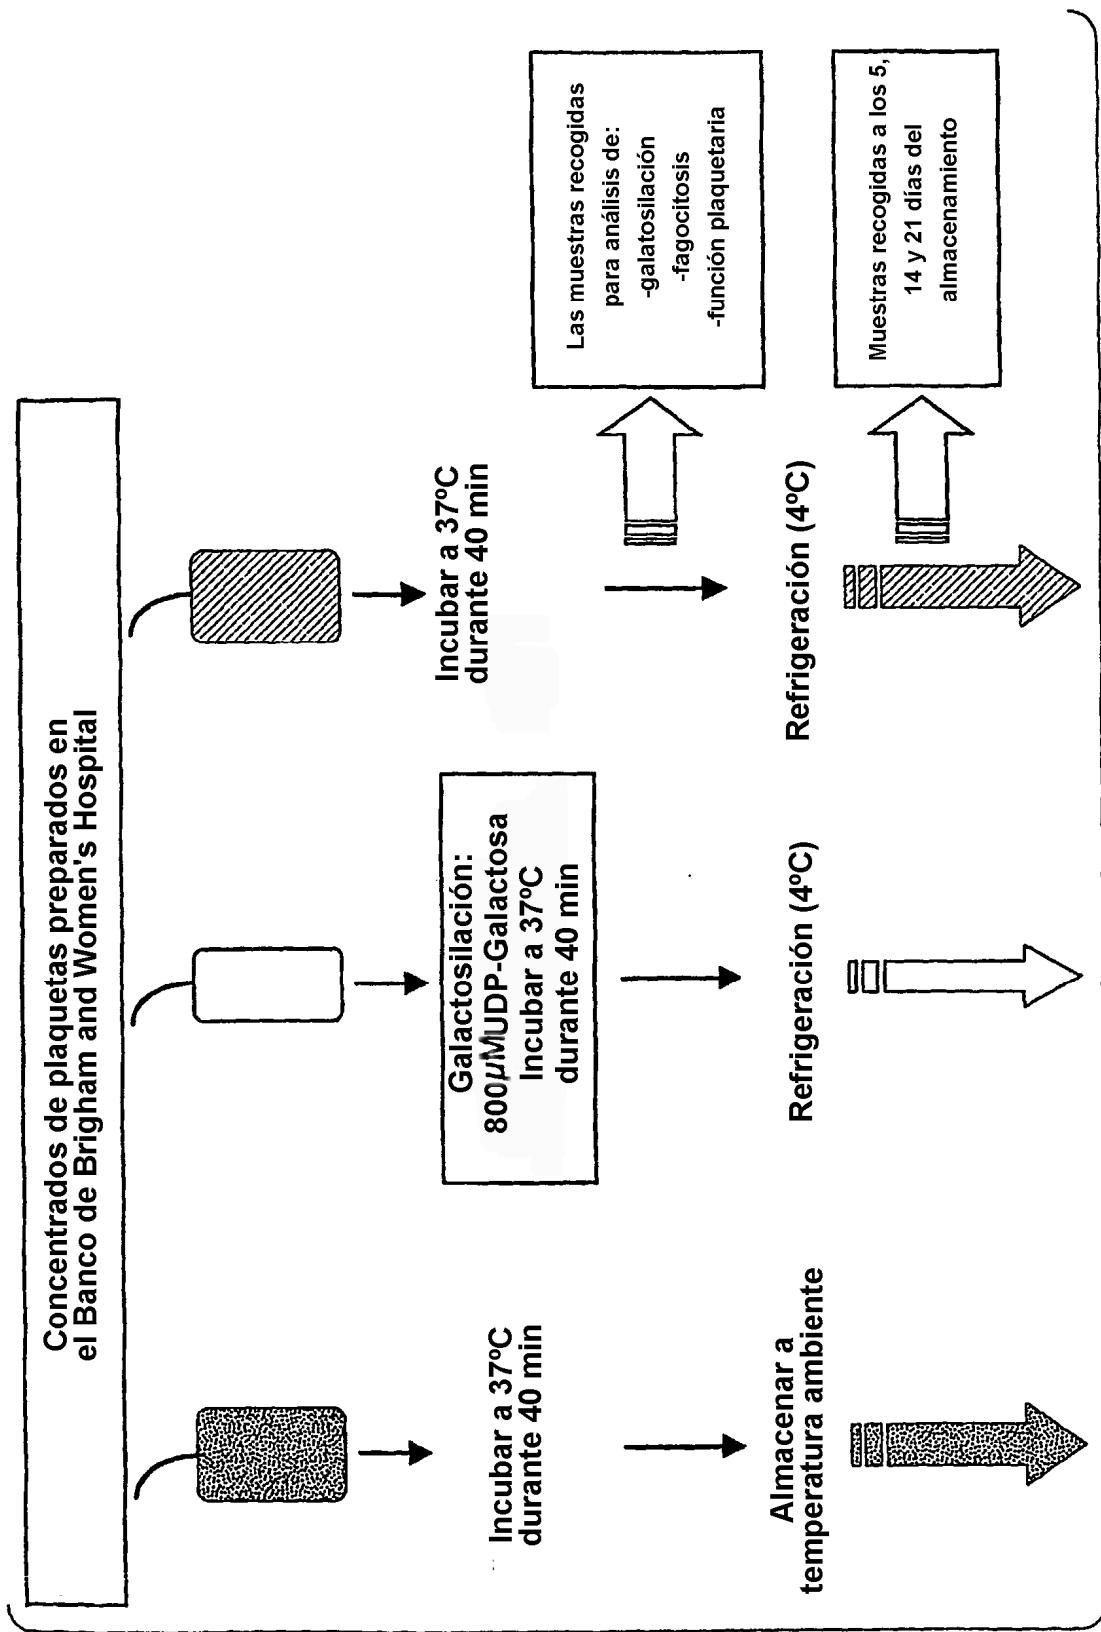 Concentrados de plaquetas preparados en
el Banco de Brigham and Women's Hospital
Incubar a 37ºC
durante 40 min
Galactosilación:
800µMUDP-Galactosa
Incubar a 37ºC
durante 40 min
Incubar a 37ºC
durante 40 min
Las muestras recogidas
para análisis de:
-galatosilación
-fagocitosis
-función plaquetaria
Almacenar a
temperatura ambiente
Refrigeración (4ºC)
Refrigeración (4ºC)
Muestras recogidas a los 5,
14 y 21 días del
almacenamiento